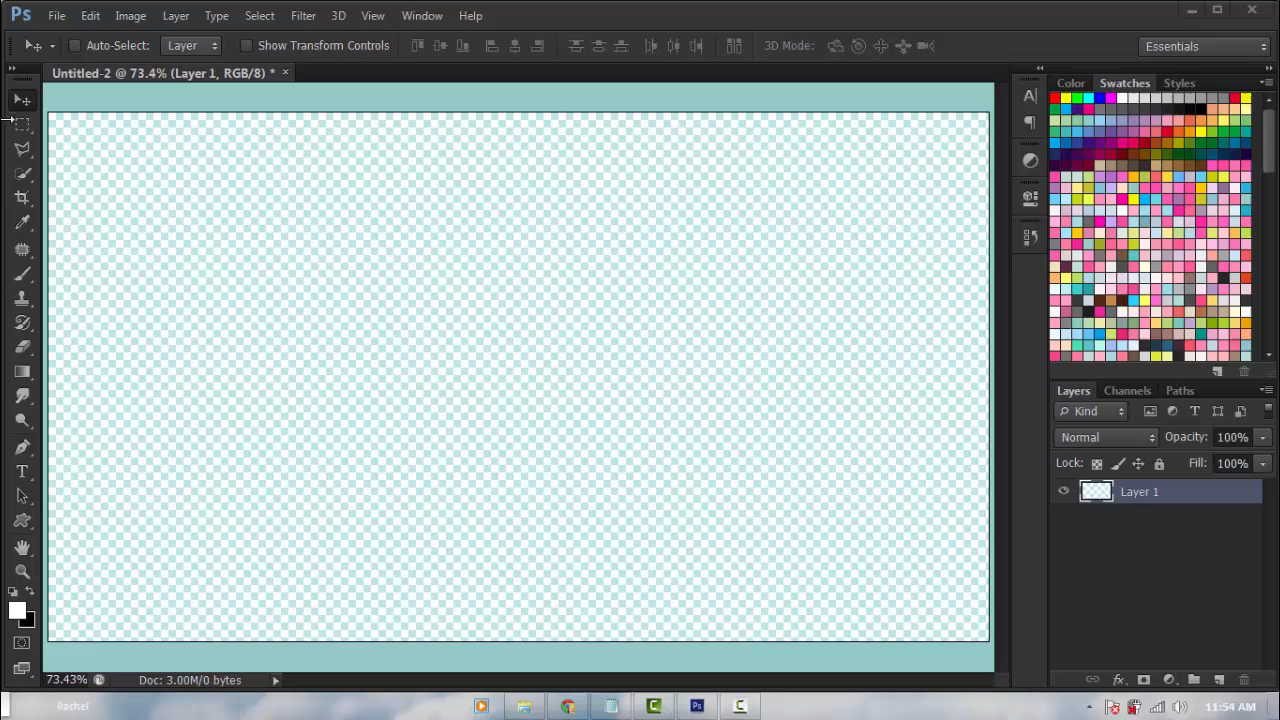 Ps File Edit Image Layer Type Select Filter 3D View Window Help
Auto-Select: Layer Show Transform Controls 3D Mode: Essentials
Untitled-2 @ 73.4% (Layer 1, RGB/8) * ×
Color Swatches Styles
Layers Channels Paths
Kind
Normal Opacity: 100%
Lock: Fill: 100%
Layer 1
73.43% Doc: 3.00M/0 bytes
Rachel 11:54 AM